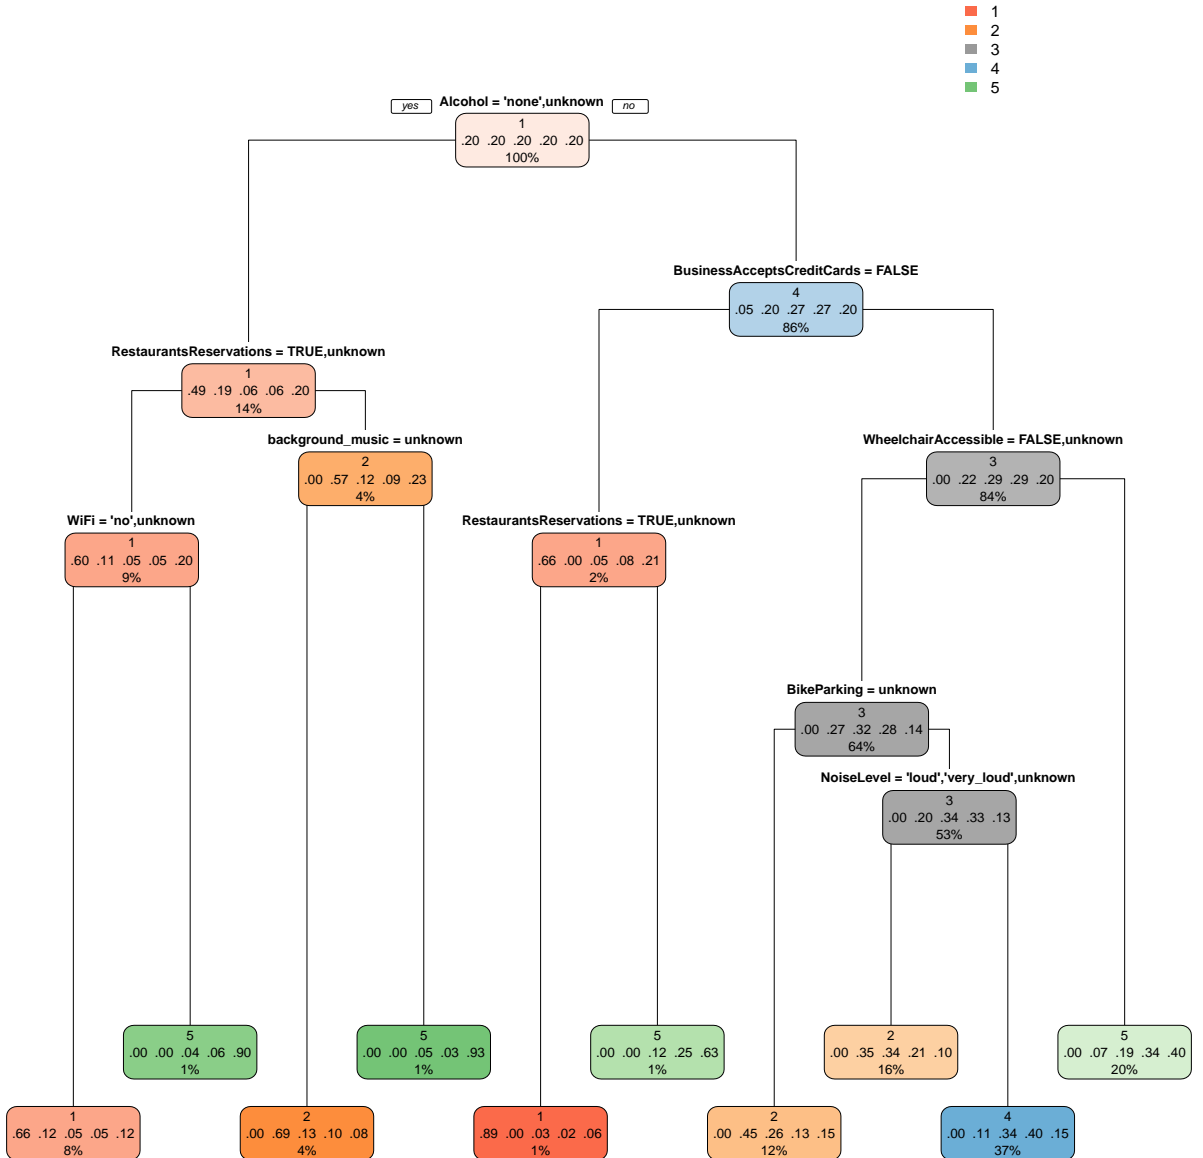 1
2
3
4
5
yes
Alcohol = 'none',unknown
no
1
.20 .20 .20 .20 .20
100%
BusinessAcceptsCreditCards = FALSE
4
.05 .20 .27 .27 .20
86%
RestaurantsReservations = TRUE,unknown
1
.49 .19 .06 .06 .20
14%
background_music = unknown
2
.00 .57 .12 .09 .23
4%
WheelchairAccessible = FALSE,unknown
3
.00 .22 .29 .29 .20
84%
WiFi = 'no',unknown
1
.60 .11 .05 .05 .20
9%
RestaurantsReservations = TRUE,unknown
1
.66 .00 .05 .08 .21
2%
BikeParking = unknown
3
.00 .27 .32 .28 .14
64%
NoiseLevel = 'loud','very_loud',unknown
3
.00 .20 .34 .33 .13
53%
5
.00 .00 .04 .06 .90
1%
5
.00 .00 .05 .03 .93
1%
5
.00 .00 .12 .25 .63
1%
2
.00 .35 .34 .21 .10
16%
5
.00 .07 .19 .34 .40
20%
1
.66 .12 .05 .05 .12
8%
2
.00 .69 .13 .10 .08
4%
1
.89 .00 .03 .02 .06
1%
2
.00 .45 .26 .13 .15
12%
4
.00 .11 .34 .40 .15
37%